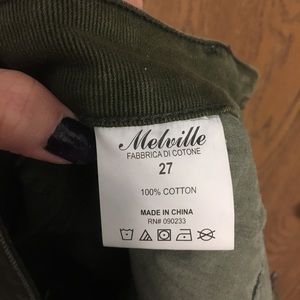 Melville
FABBRICA DI COTONE
27
100% COTTON
MADE IN CHINA
RN# 090233